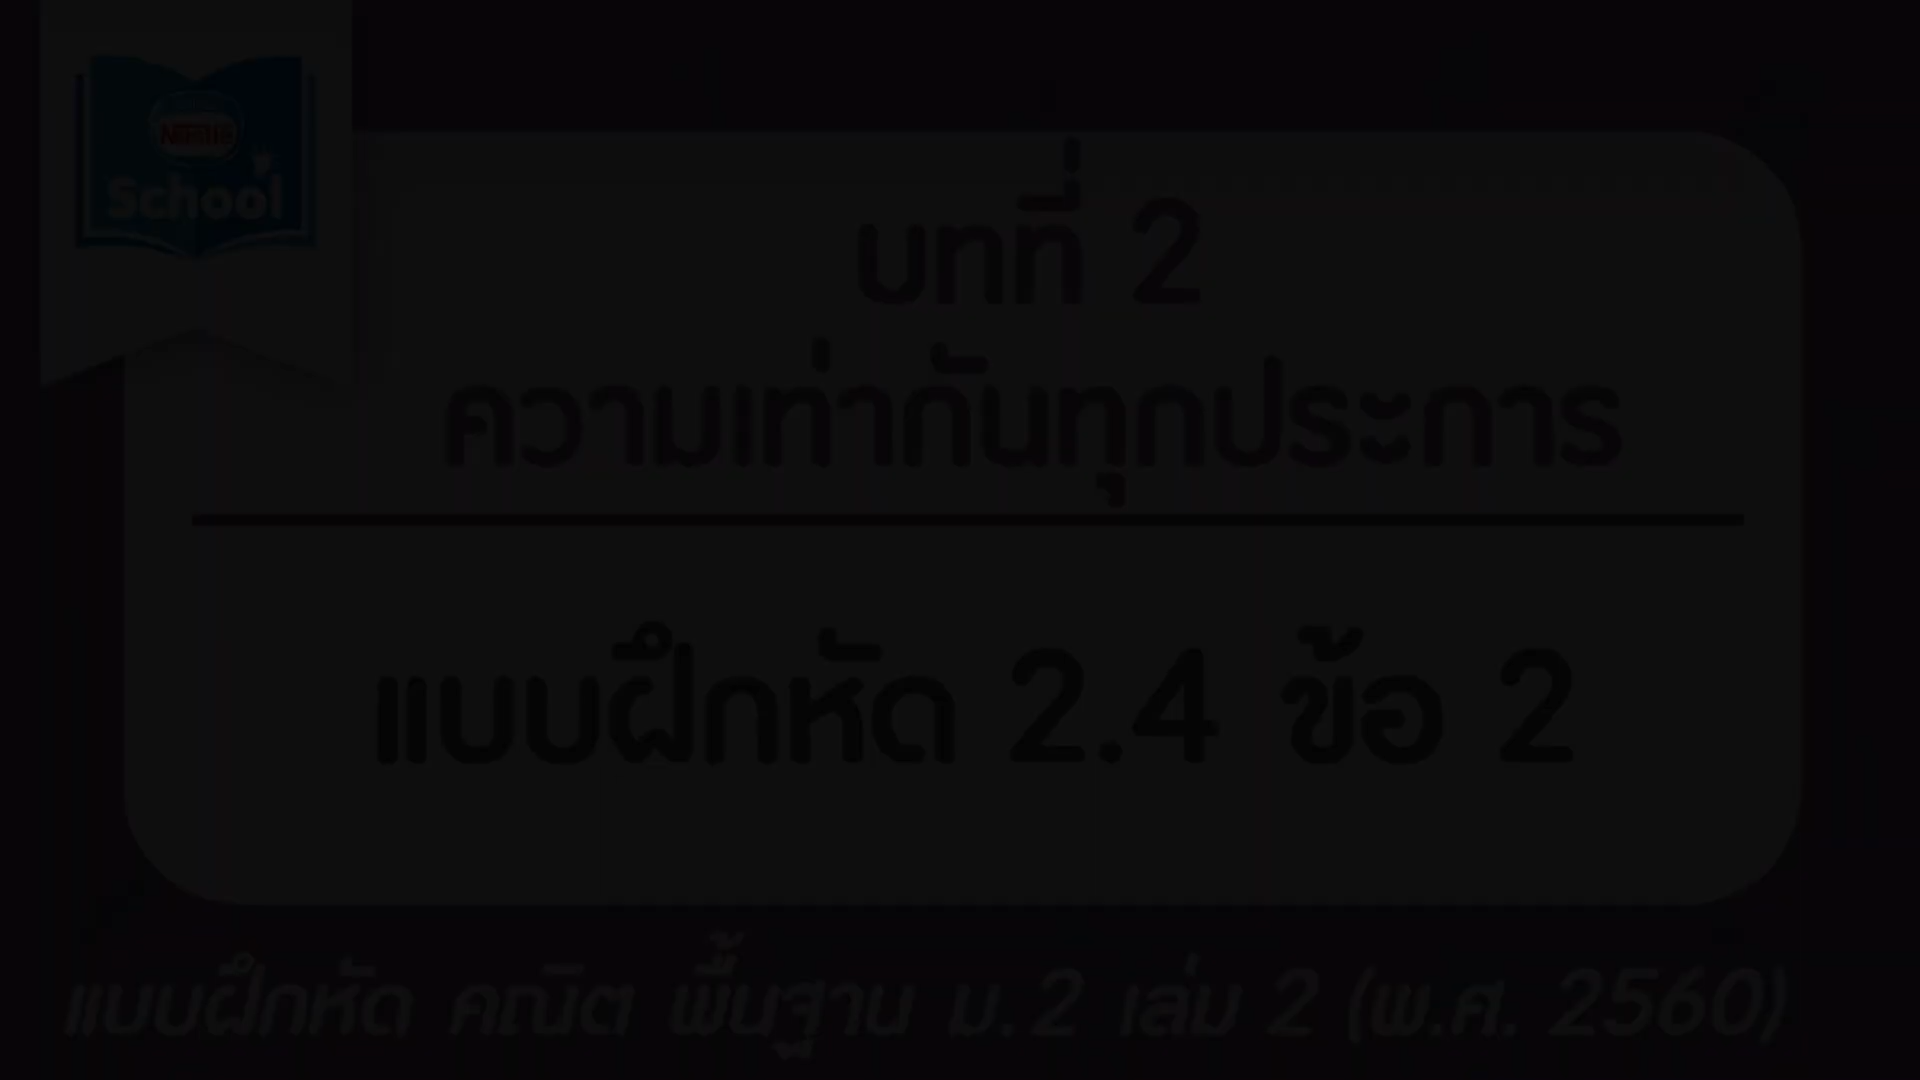 Nestlé
School
บทที่ 2
ความเท่ากันทุกประการ
แบบฝึกหัด 2.4 ข้อ 2
แบบฝึกหัด คณิต พื้นฐาน ม.2 เล่ม 2 (พ.ศ. 2560)